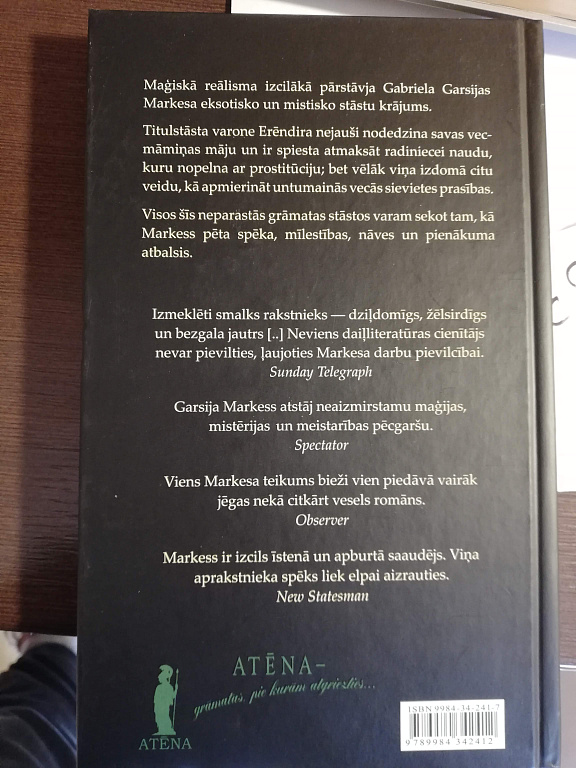 Maģiskā reālisma izcilākā pārstāvja Gabriela Garsijas
Markesa eksotisko un mistisko stāstu krājums.
Titulstāsta varone Erēndira nejauši nodedzina savas vec-
māmiņas māju un ir spiesta atmaksāt radiniecei naudu,
kuru nopelna ar prostitūciju; bet vēlāk viņa izdomā citu
veidu, kā apmierināt untumainās vecās sievietes prasības.
Visos šīs neparastās grāmatas stāstos varam sekot tam, kā
Markess pēta spēka, mīlestības, nāves un pienākuma
atbalsis.
Izmeklēti smalks rakstnieks — dziļdomīgs, žēlsirdīgs
un bezgala jautrs [..] Neviens daiļliteratūras cienītājs
nevar pievilties, ļaujoties Markesa darbu pievilcībai.
Sunday Telegraph
Garsija Markess atstāj neaizmirstamu maģijas,
mistērijas un meistarības pēcgaršu.
Spectator
Viens Markesa teikums bieži vien piedāvā vairāk
jēgas nekā citkārt vesels romāns.
Observer
Markess ir izcils īstenā un apburtā saaudējs. Viņa
aprakstnieka spēks liek elpai aizrauties.
New Statesman
ATĒNA–
grāmatas, pie kurām atgriezties...
ATĒNA
ISBN 9984-34-241-7
9789984342412